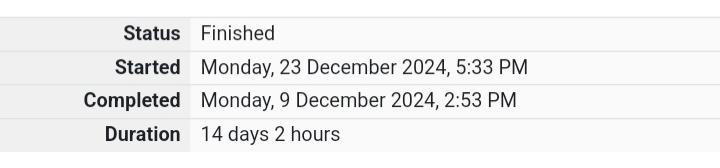 Status Finished
Started Monday, 23 December 2024, 5:33 PM
Completed Monday, 9 December 2024, 2:53 PM
Duration 14 days 2 hours